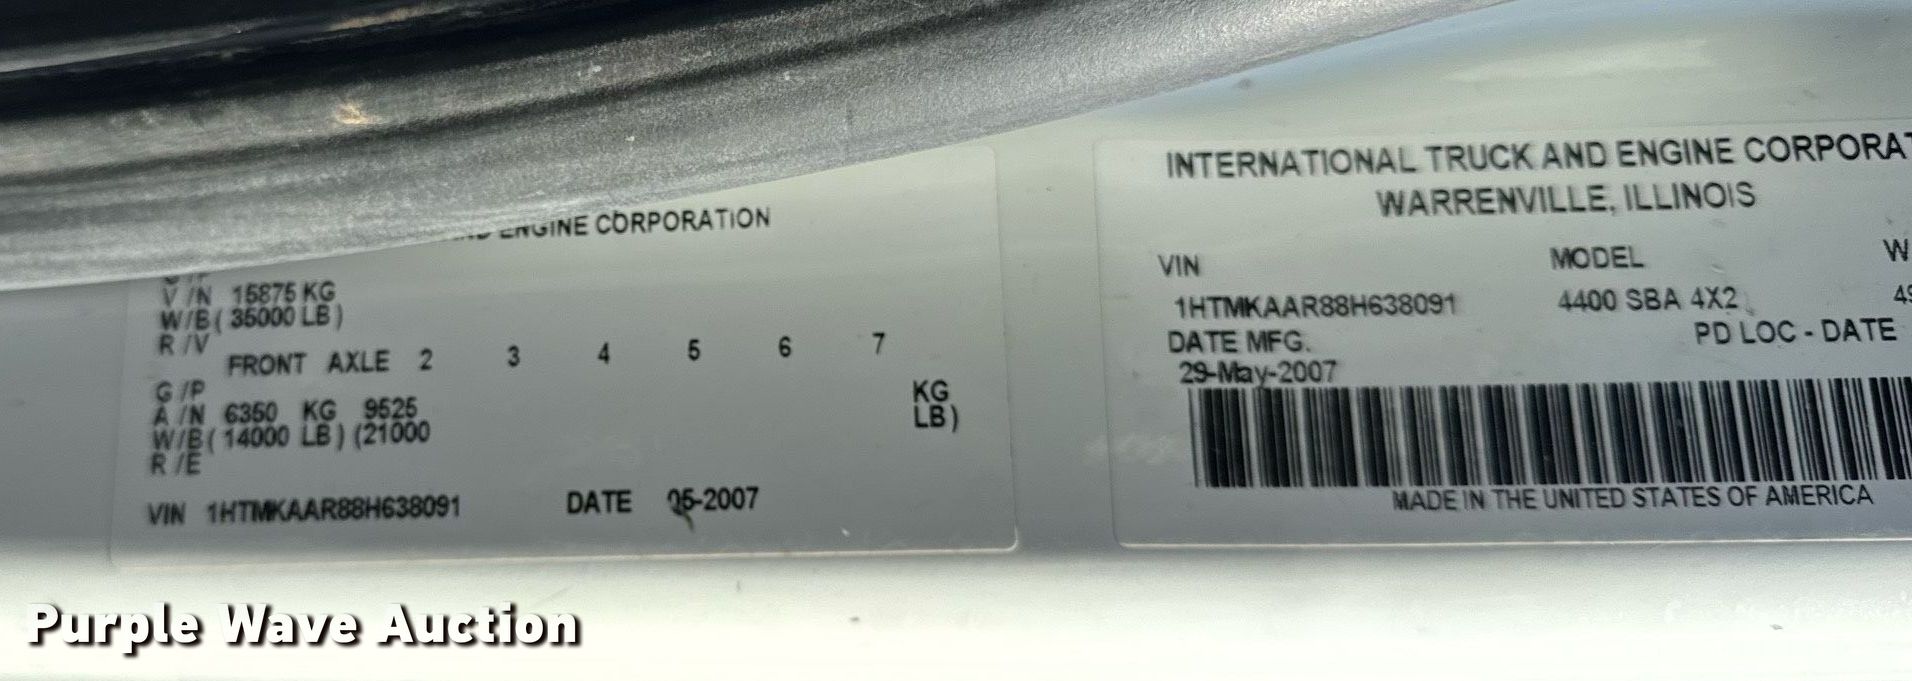 ENGINE CORPORATION
V/N 15875 KG
W/B ( 35000 LB )
R/V
FRONT AXLE 2 3 4 5 6 7
G/P
A/N 6350 KG 9525 KG
W/B ( 14000 LB ) (21000 LB )
R/E
VIN 1HTMKAAR88H638091 DATE 05-2007
INTERNATIONAL TRUCK AND ENGINE CORPORAT
WARRENVILLE, ILLINOIS
VIN MODEL W
1HTMKAAR88H638091 4400 SBA 4X2 49
DATE MFG. PD LOC - DATE
29-May-2007
MADE IN THE UNITED STATES OF AMERICA
Purple Wave Auction